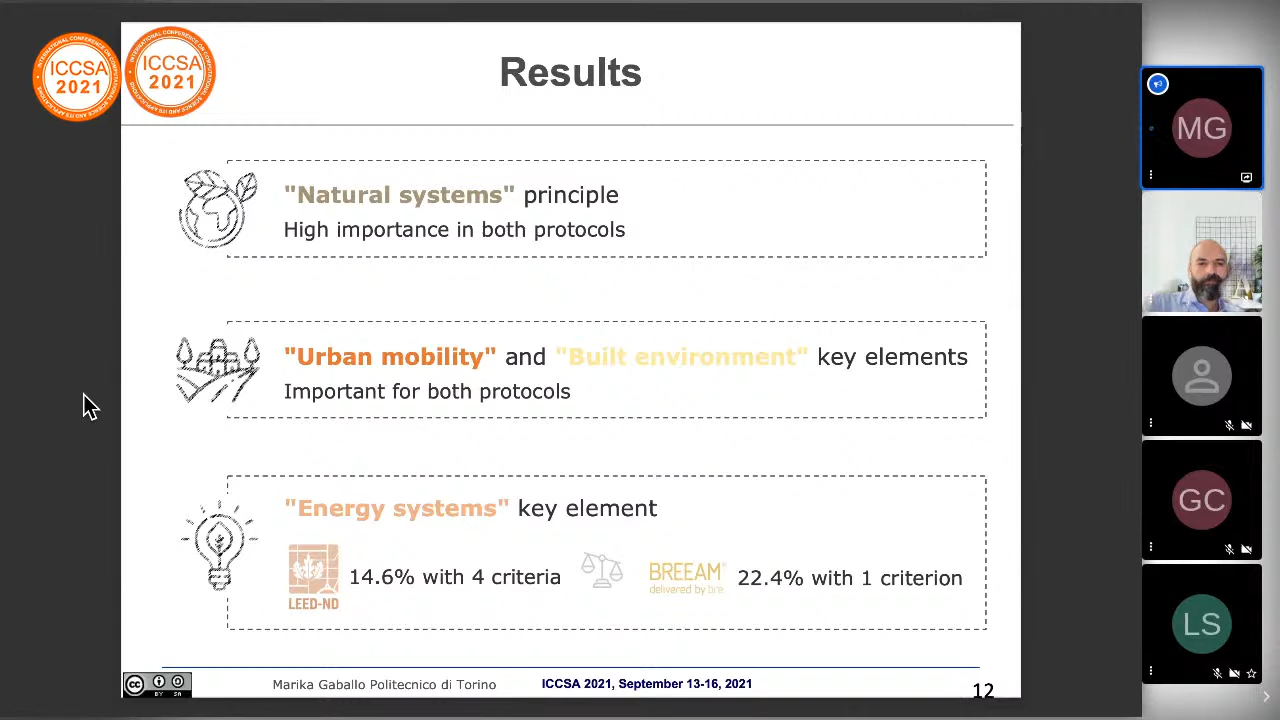 ICCSA
2021
ICCSA
2021
Results
"Natural systems" principle
High importance in both protocols
"Urban mobility" and "Built environment" key elements
Important for both protocols
"Energy systems" key element
LEED-ND
14.6% with 4 criteria
BREEAM®
delivered by bre
22.4% with 1 criterion
cc BY SA
Marika Gaballo Politecnico di Torino
ICCSA 2021, September 13-16, 2021
12
MG
GC
LS